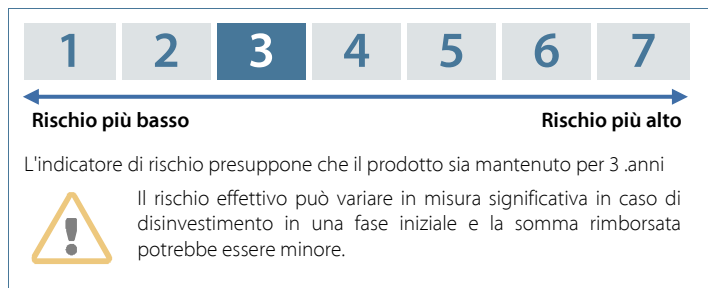 1 2 3 4 5 6 7
Rischio più basso Rischio più alto
L'indicatore di rischio presuppone che il prodotto sia mantenuto per 3 .anni
Il rischio effettivo può variare in misura significativa in caso di
disinvestimento in una fase iniziale e la somma rimborsata
potrebbe essere minore.